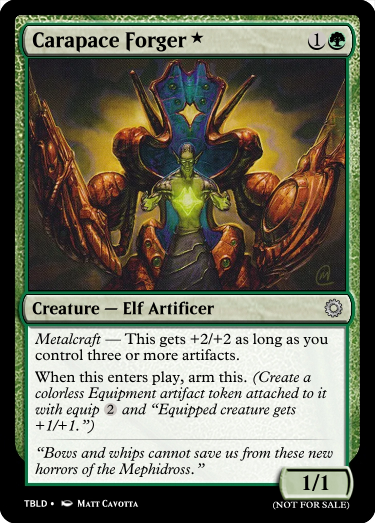 Carapace Forger ★ 1
Creature — Elf Artificer
Metalcraft — This gets +2/+2 as long as you
control three or more artifacts.
When this enters play, arm this. (Create a
colorless Equipment artifact token attached to it
with equip 2 and “Equipped creature gets
+1/+1.”)
“Bows and whips cannot save us from these new
horrors of the Mephidross.”
1/1
TBLD • Matt Cavotta
(NOT FOR SALE)